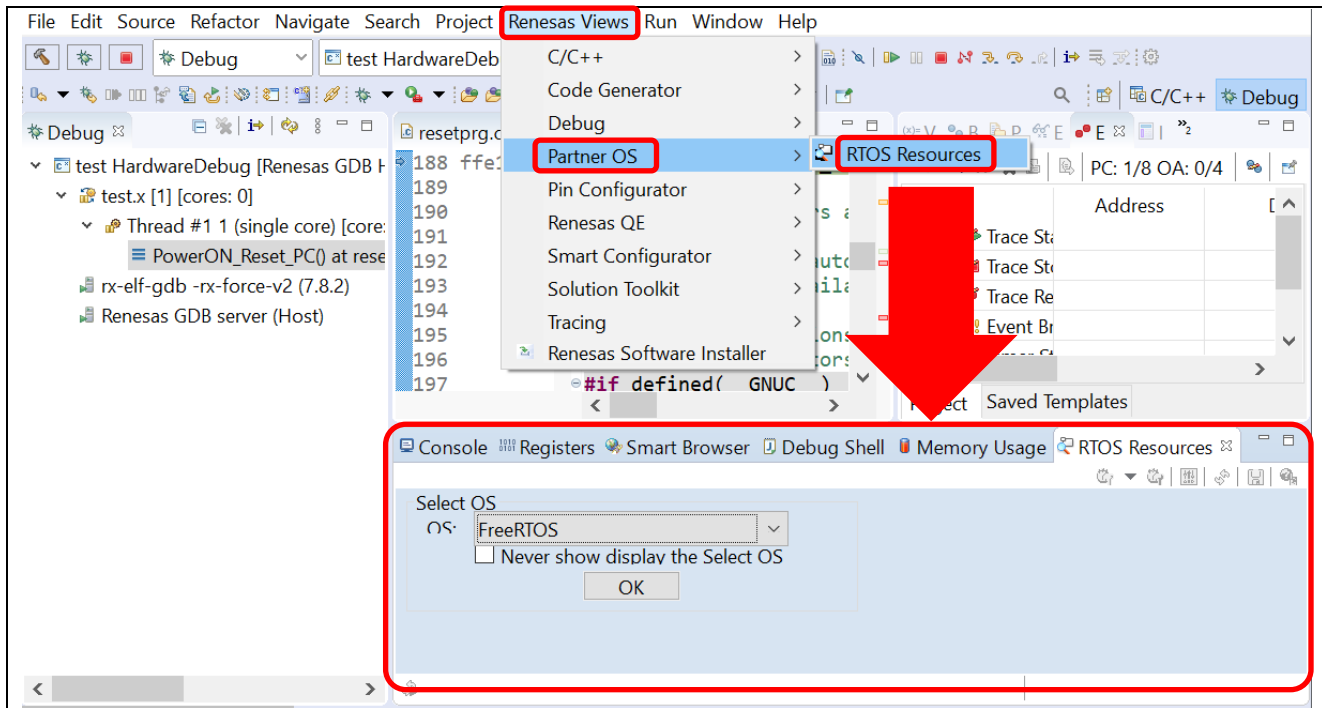 File Edit Source Refactor Navigate Search Project Renesas Views Run Window Help
Debug
test HardwareDeb
C/C++
Code Generator
Debug
Partner OS
Pin Configurator
Renesas QE
Smart Configurator
Solution Toolkit
Tracing
Renesas Software Installer
RTOS Resources
C/C++
Debug
Debug
test HardwareDebug [Renesas GDB H
test.x [1] [cores: 0]
Thread #1 1 (single core) [core:
PowerON_Reset_PC() at rese
rx-elf-gdb -rx-force-v2 (7.8.2)
Renesas GDB server (Host)
resetprg.c
188 ffe1
189
190
191
192
193
194
195
196
197 #if defined( GNUC )
PC: 1/8 OA: 0/4
Address
Trace Sta
Trace Sto
Trace Re
Event Br
Project Saved Templates
Console Registers Smart Browser Debug Shell Memory Usage RTOS Resources
Select OS
OS: FreeRTOS
Never show display the Select OS
OK